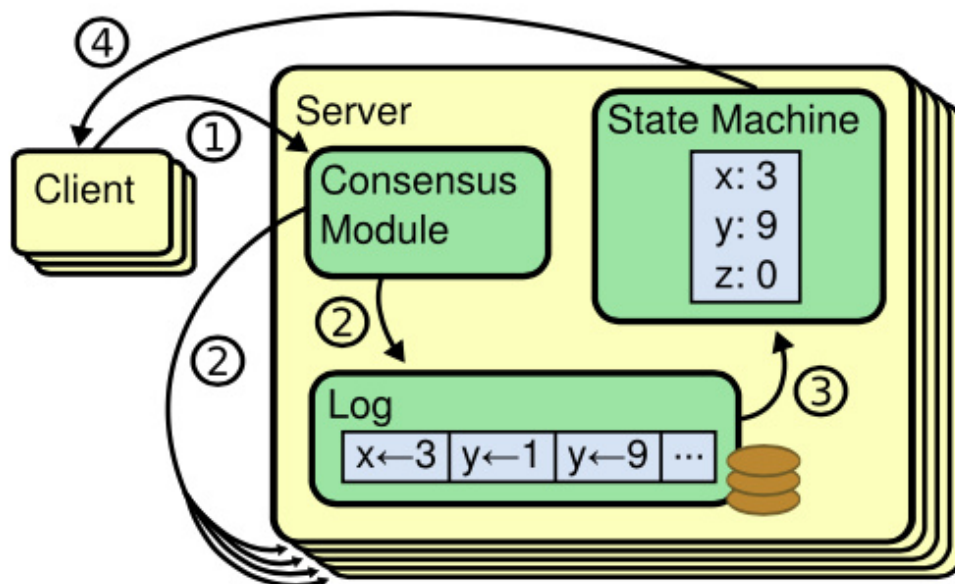 ④
①
Server
State Machine
Client
Consensus
Module
x: 3
y: 9
z: 0
②
②
③
Log
x←3 y←1 y←9 ...